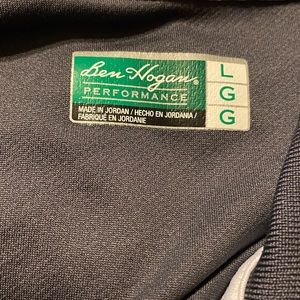 Ben Hogan®
PERFORMANCE
MADE IN JORDAN / HECHO EN JORDANIA /
FABRIQUÉ EN JORDANIE
L
G
G